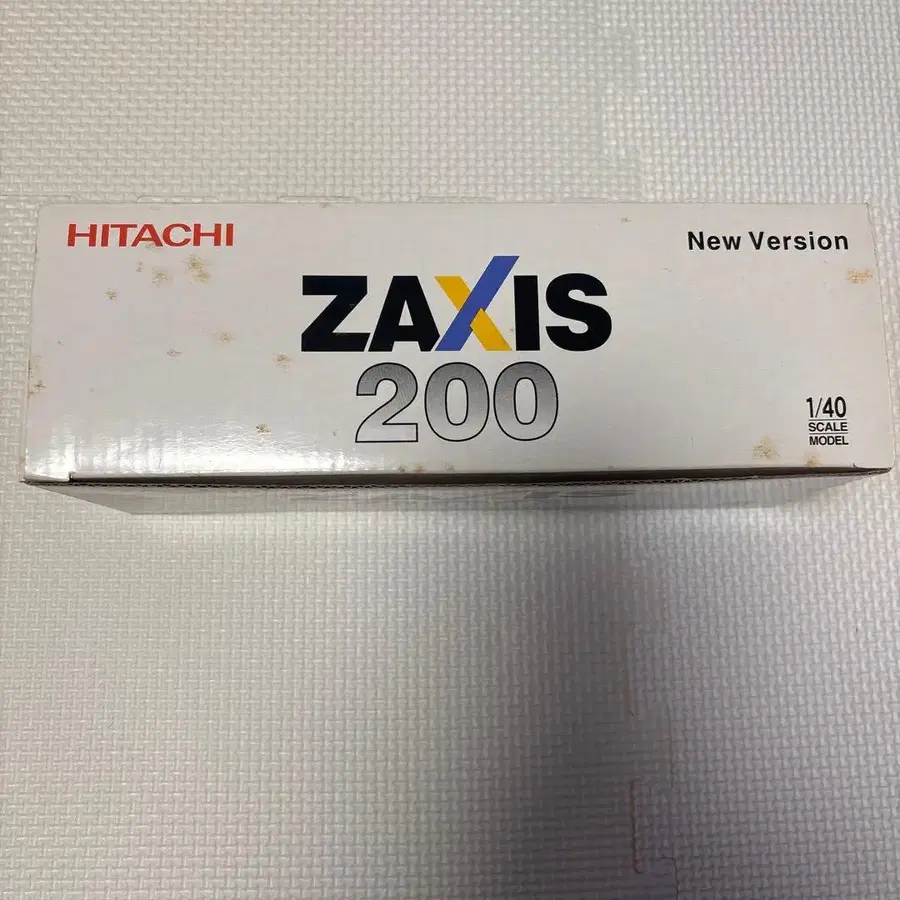 HITACHI
New Version
ZAXIS
200
1/40
SCALE
MODEL